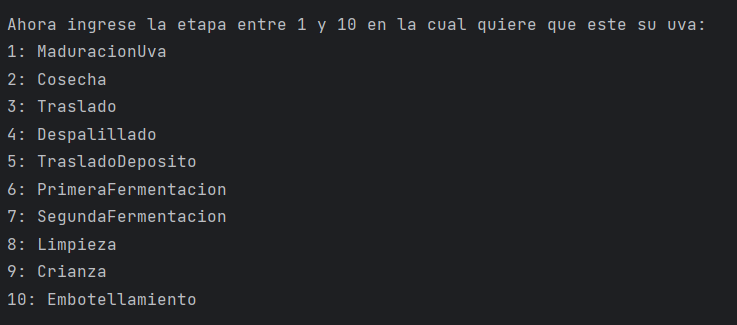 Ahora ingrese la etapa entre 1 y 10 en la cual quiere que este su uva:
1: MaduracionUva
2: Cosecha
3: Traslado
4: Despalillado
5: TrasladoDeposito
6: PrimeraFermentacion
7: SegundaFermentacion
8: Limpieza
9: Crianza
10: Embotellamiento